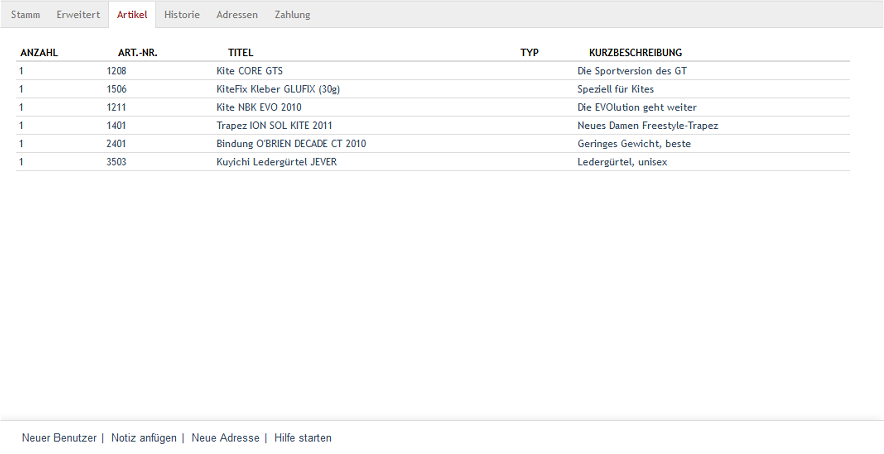 Stamm Erweitert Artikel Historie Adressen Zahlung
ANZAHL ART.-NR. TITEL TYP KURZBESCHREIBUNG
1 1208 Kite CORE GTS Die Sportversion des GT
1 1506 KiteFix Kleber GLUFIX (30g) Speziell für Kites
1 1211 Kite NBK EVO 2010 Die EVOlution geht weiter
1 1401 Trapez ION SOL KITE 2011 Neues Damen Freestyle-Trapez
1 2401 Bindung O'BRIEN DECADE CT 2010 Geringes Gewicht, beste
1 3503 Kuyichi Ledergürtel JEVER Ledergürtel, unisex
Neuer Benutzer | Notiz anfügen | Neue Adresse | Hilfe starten